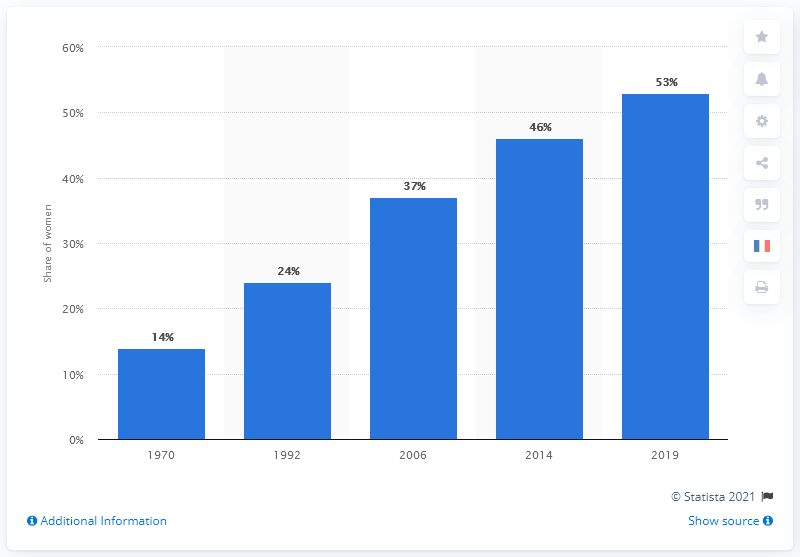 60%
53%
50%
46%
40%
37%
30%
24%
20%
14%
10%
0%
Share of women
1970 1992 2006 2014 2019
© Statista 2021
Additional Information
Show source